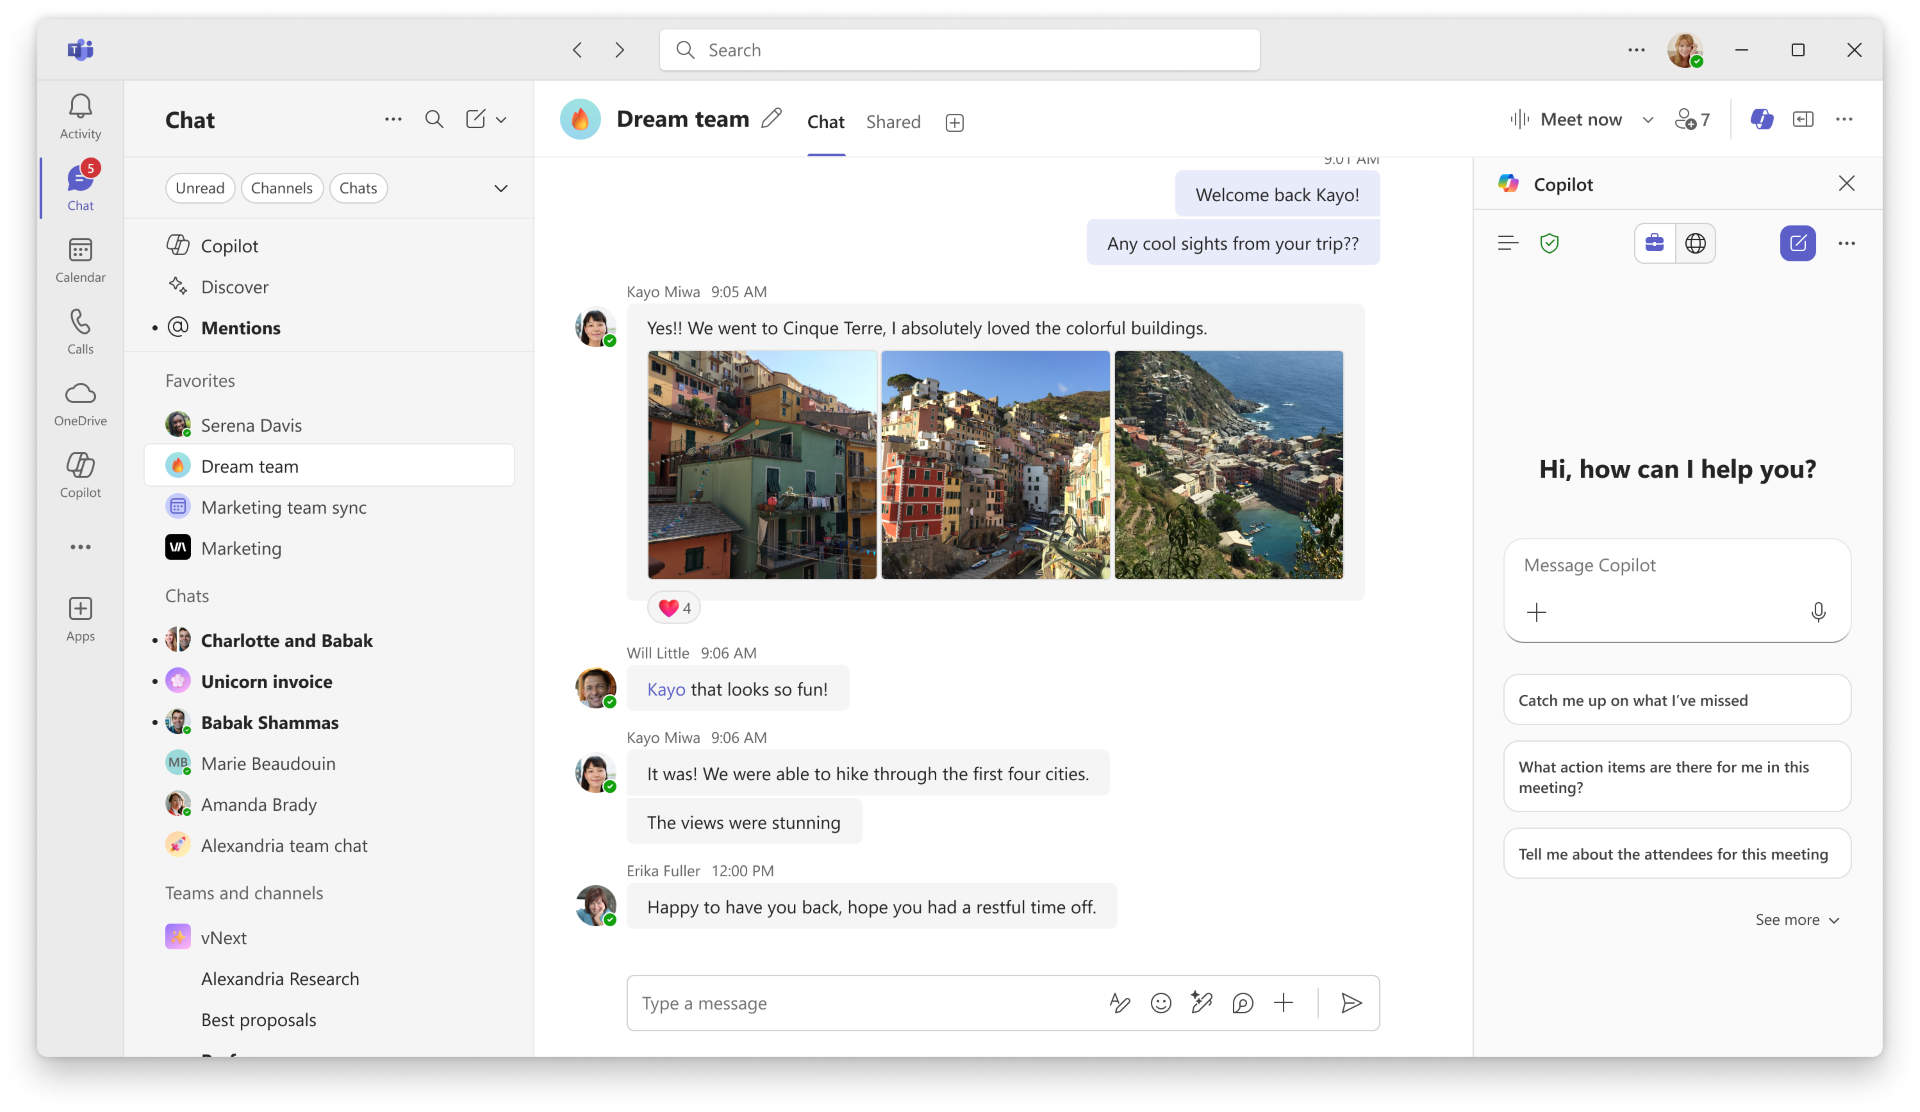 Search
Activity
5
Chat
Calendar
Calls
OneDrive
Copilot
Apps
Chat
Unread
Channels
Chats
Copilot
Discover
Mentions
Favorites
Serena Davis
Dream team
Marketing team sync
Marketing
Chats
Charlotte and Babak
Unicorn invoice
Babak Shammas
MB
Marie Beaudouin
Amanda Brady
Alexandria team chat
Teams and channels
vNext
Alexandria Research
Best proposals
Dream team
Chat
Shared
Meet now
7
9:01 AM
Welcome back Kayo!
Any cool sights from your trip??
Kayo Miwa 9:05 AM
Yes!! We went to Cinque Terre, I absolutely loved the colorful buildings.
4
Will Little 9:06 AM
Kayo that looks so fun!
Kayo Miwa 9:06 AM
It was! We were able to hike through the first four cities.
The views were stunning
Erika Fuller 12:00 PM
Happy to have you back, hope you had a restful time off.
Type a message
Copilot
Hi, how can I help you?
Message Copilot
Catch me up on what I’ve missed
What action items are there for me in this
meeting?
Tell me about the attendees for this meeting
See more